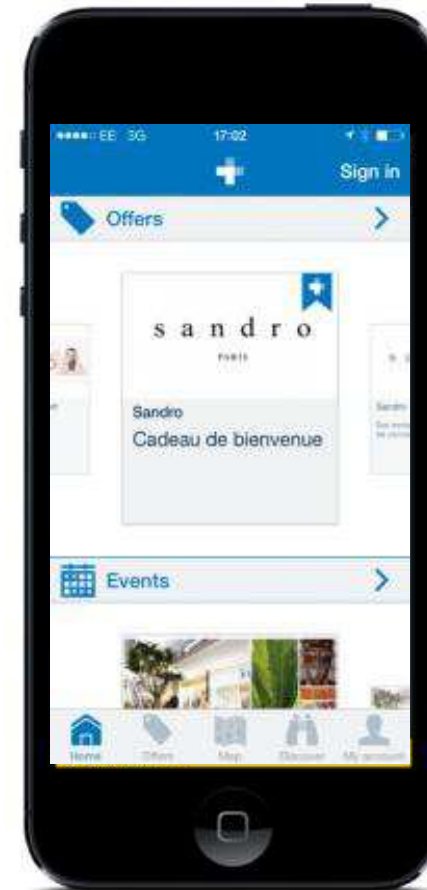 EE 3G 17:02
Sign in
Offers
sandro
PARIS
Sandro
Cadeau de bienvenue
Events
Home Offers Map Discover My account